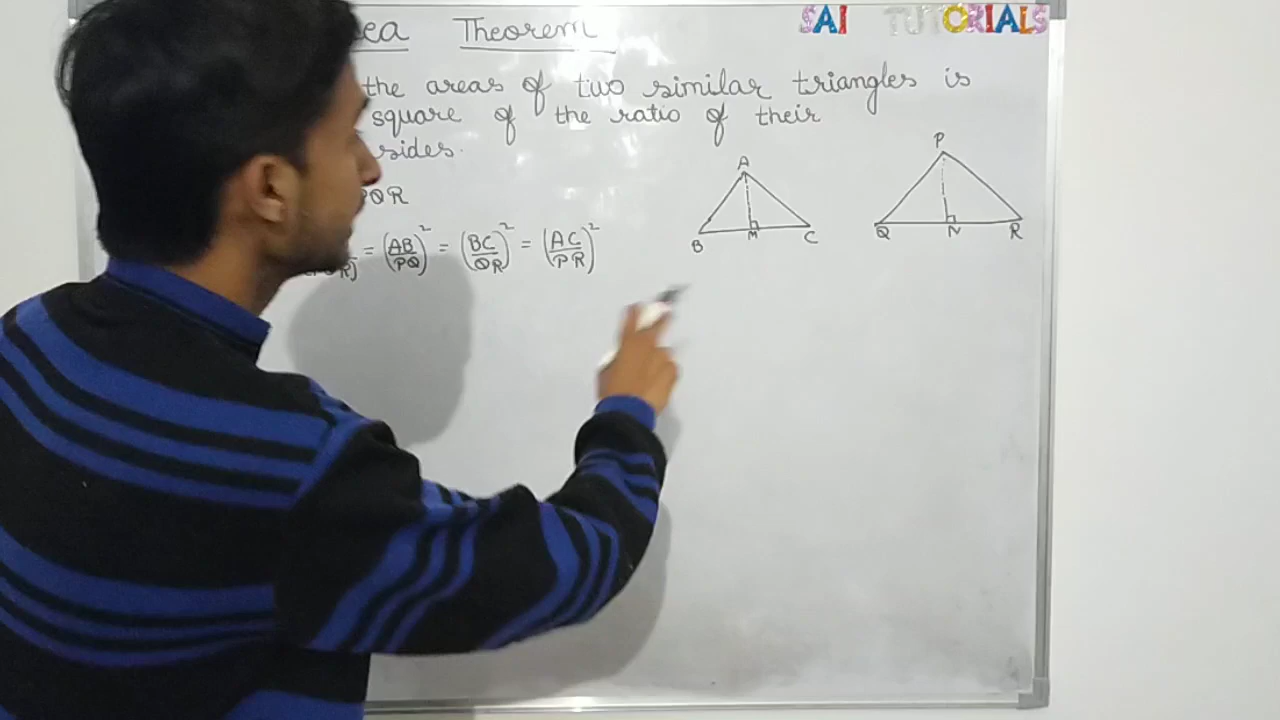 SAI TUTORIALS
Theorem
the areas of two similar triangles is
square of the ratio of their
sides.
PQR
= (AB/PQ)² = (BC/QR)² = (AC/PR)²
A
B M C
P
Q N R